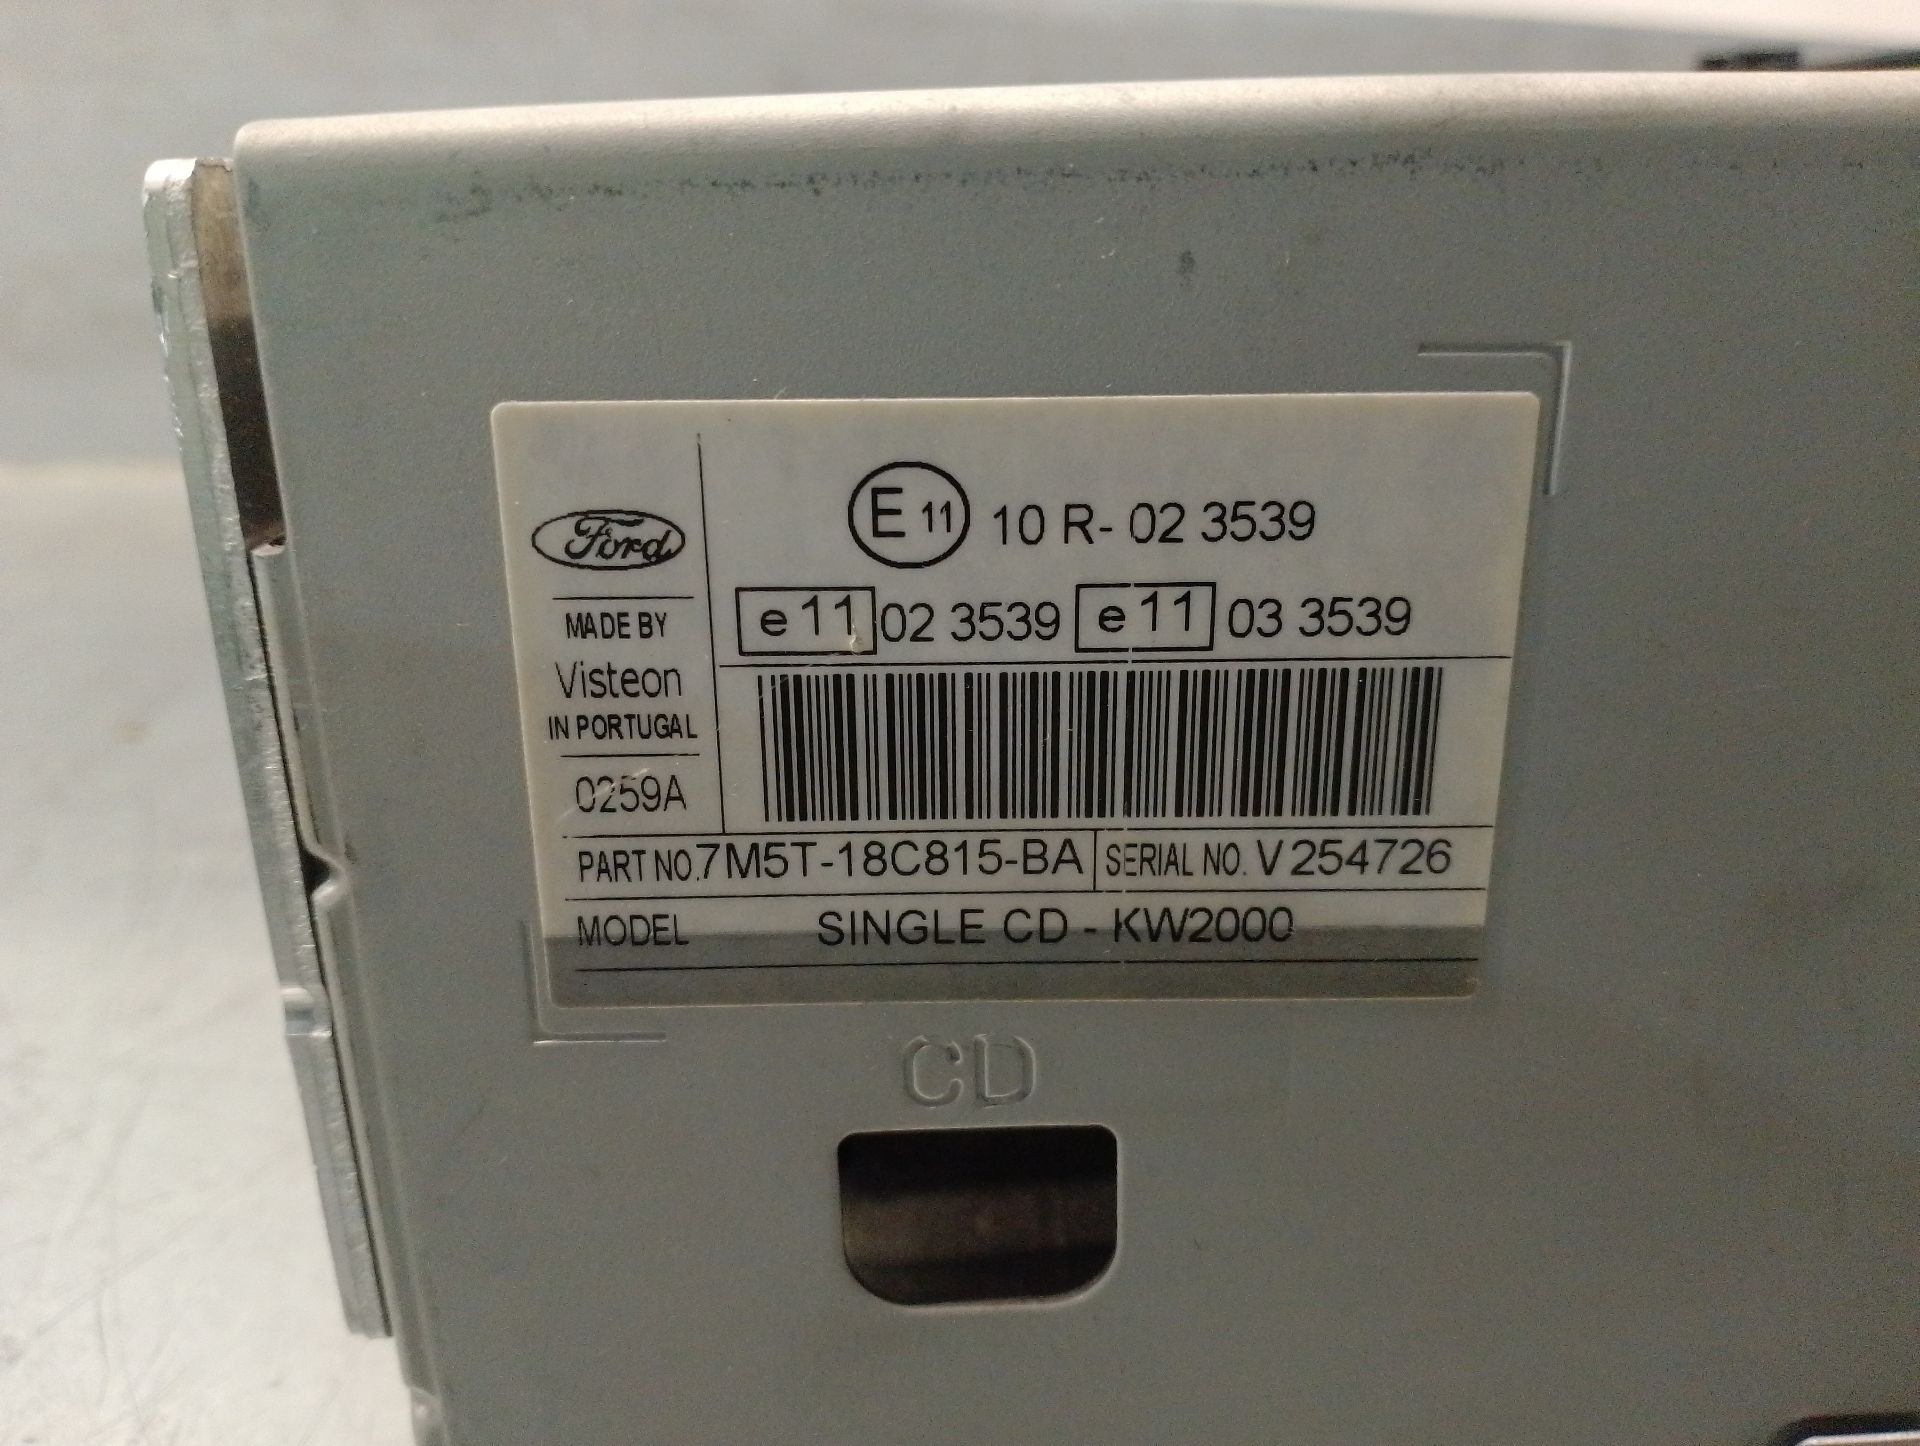 Ford
MADE BY
Visteon
IN PORTUGAL
0259A
E 11 10 R- 02 3539
e 11 02 3539 e 11 03 3539
PART NO. 7M5T-18C815-BA SERIAL NO. V254726
MODEL SINGLE CD - KW2000
CD